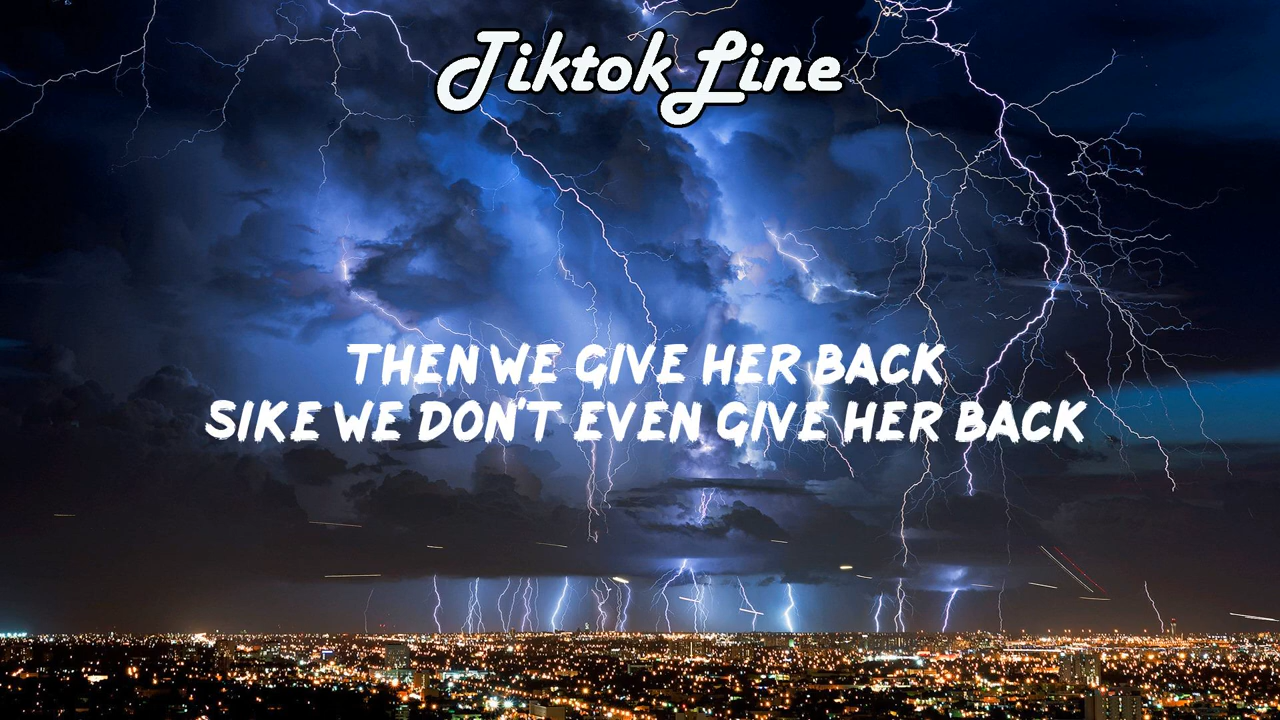 Tiktok Line
THEN WE GIVE HER BACK
SIKE WE DON'T EVEN GIVE HER BACK